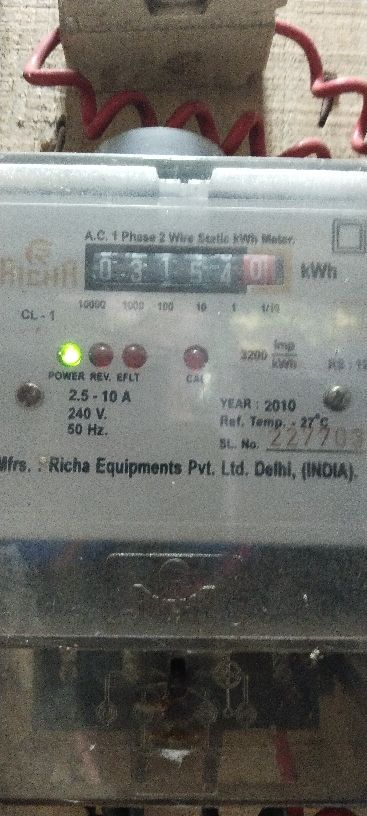 A.C. 1 Phase 2 Wire Static kWh Meter.
RICHA
0 3 1 5 7 0 kWh
10000 1000 100 10 1 1/10
CL - 1
3200 imp/kWh
POWER REV. EFLT CAL
2.5 - 10 A
240 V.
50 Hz.
YEAR : 2010
Ref. Temp. - 27°C
SL. No. 227703
Mfrs. : Richa Equipments Pvt. Ltd. Delhi, (INDIA).